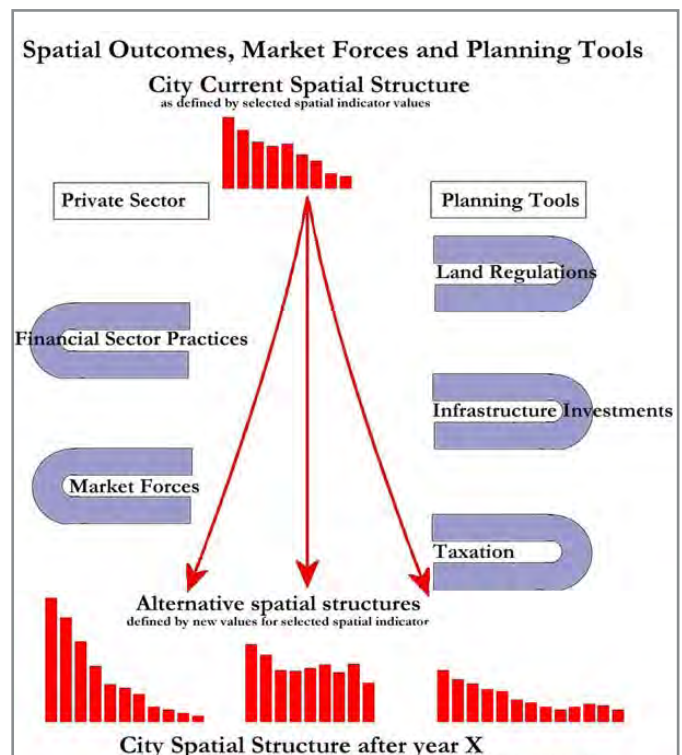 Spatial Outcomes, Market Forces and Planning Tools
City Current Spatial Structure
as defined by selected spatial indicator values
Private Sector
Planning Tools
Land Regulations
Financial Sector Practices
Infrastructure Investments
Market Forces
Taxation
Alternative spatial structures
defined by new values for selected spatial indicator
City Spatial Structure after year X